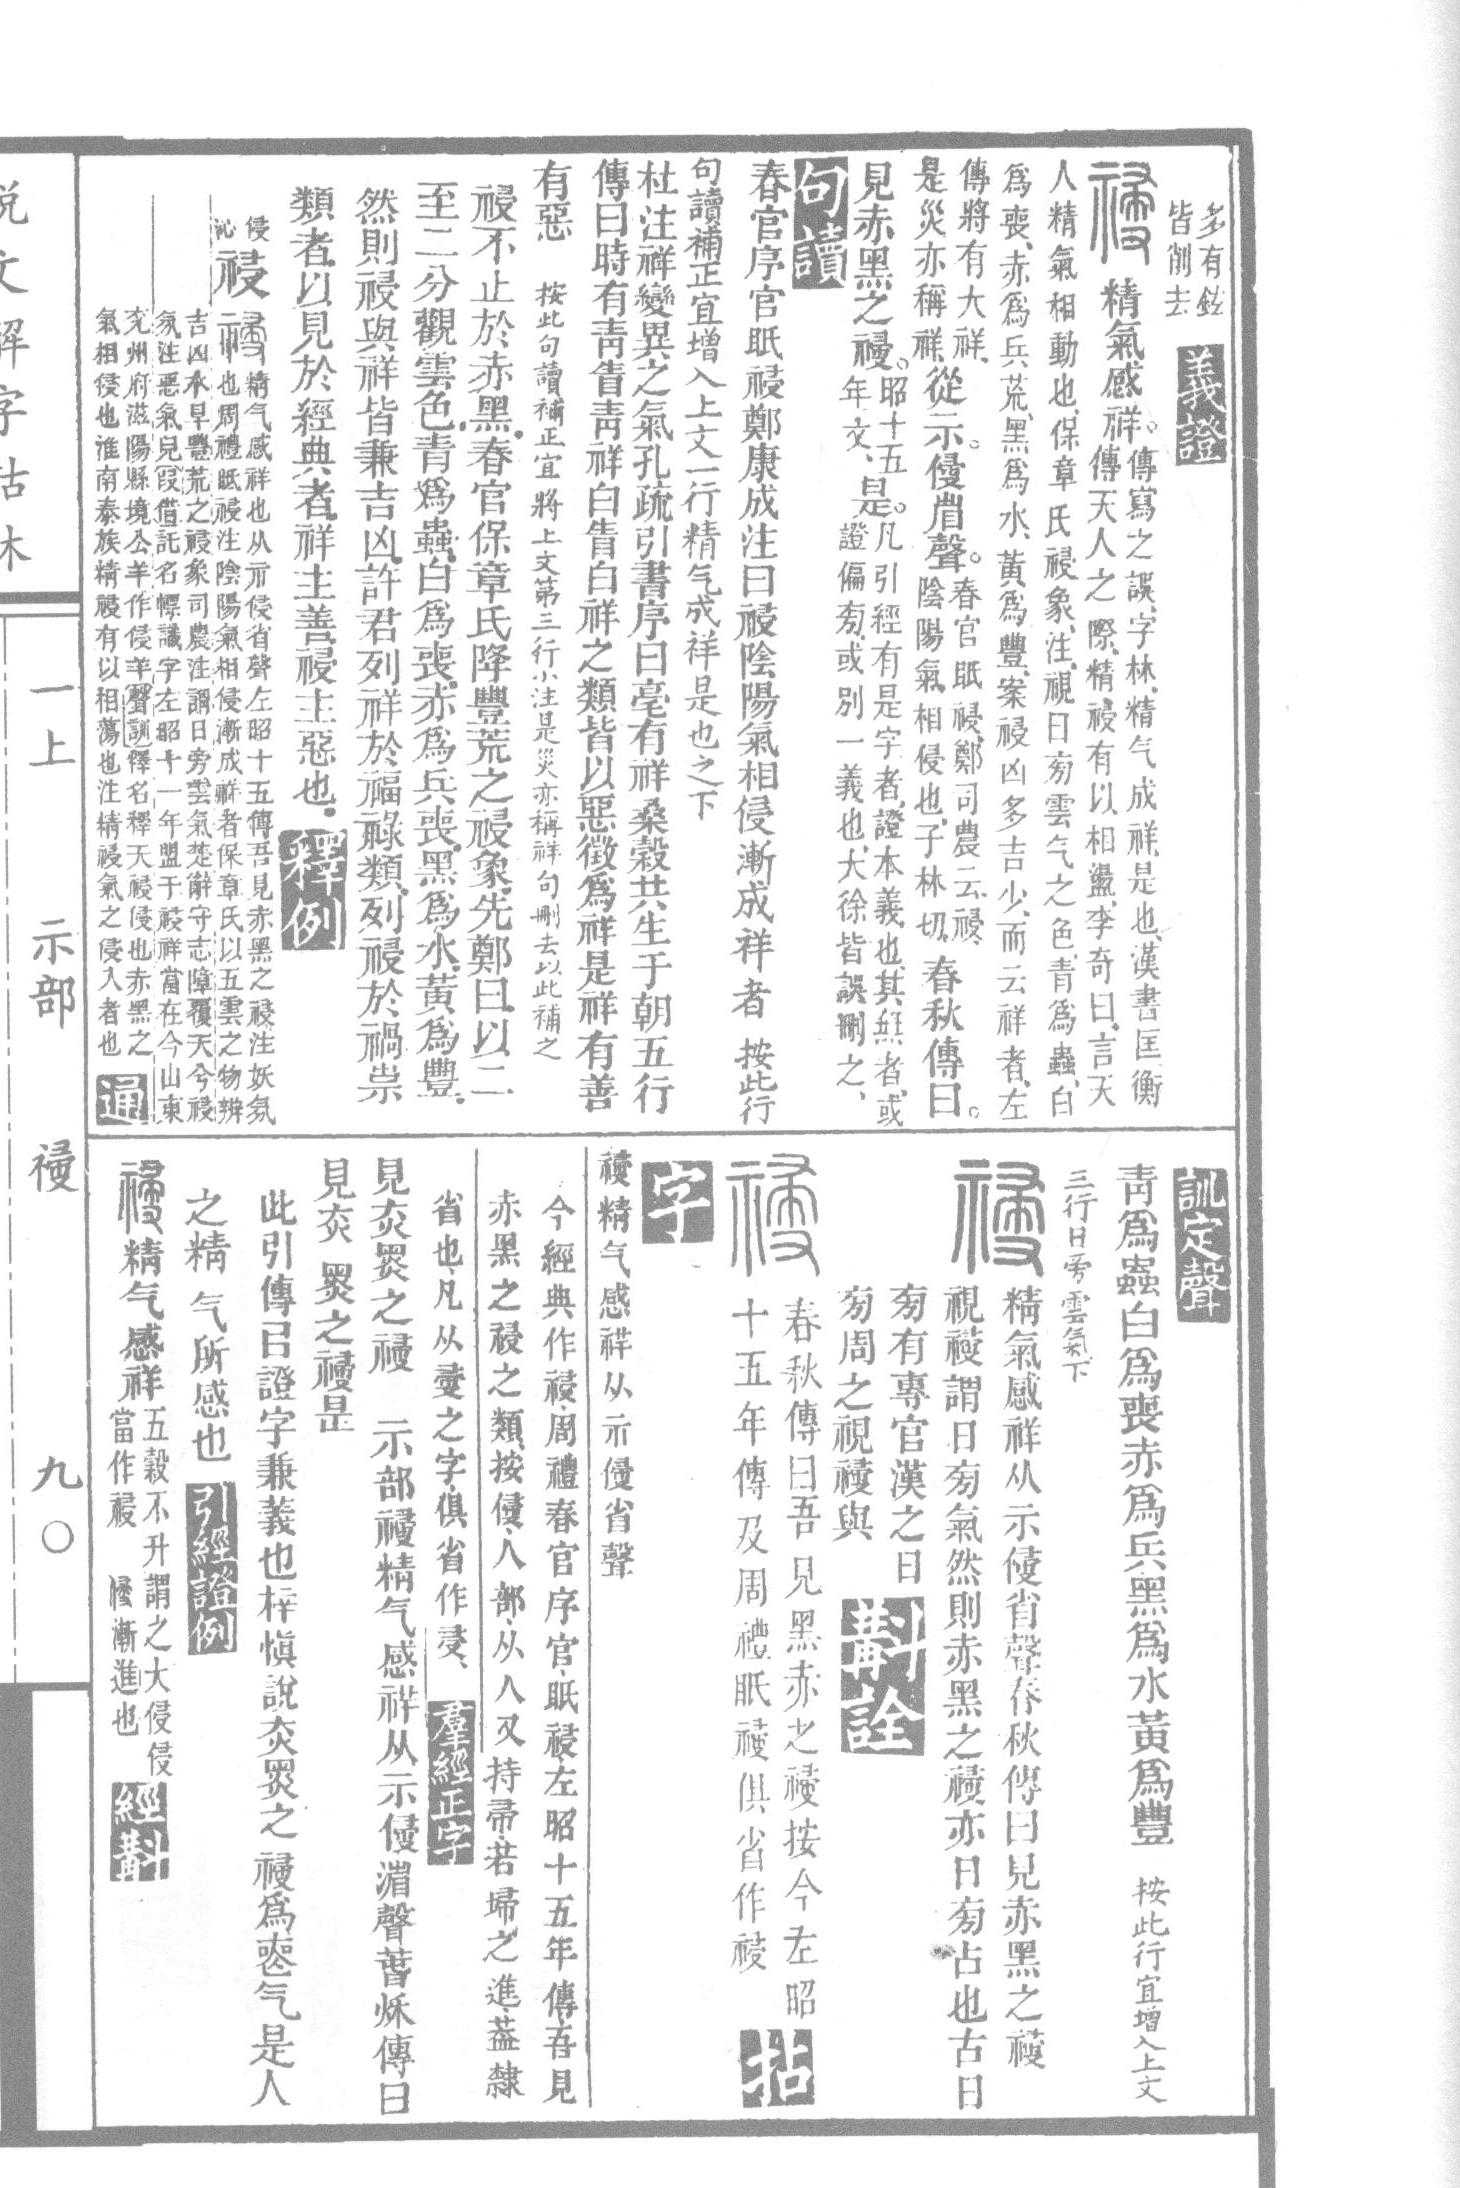 多有鉉
皆削去
義證
祲
精氣感祥。
傳寫之誤,字林,精气成祥,是也,漢書匡衡
傳天人之際,精祲有以相盪,李奇曰,言天
人精氣相動也,保章氏祲象,注,視日旁雲气之色,青爲蟲,白
爲喪,赤爲兵荒,黑爲水,黃爲豐,案祲凶多吉少,而云祥者,左
傳將有大祥,
是災亦稱祥,
從示。侵省聲。
春官眡祲,鄭司農云,祲,
陰陽氣相侵也,子林切,
春秋傳曰。
見赤黑之祲。
昭十五
年文,
是。
凡引經有是字者,證本義也,其無者,或
證偏旁,或別一義也,大徐皆誤刪之,
句讀
春官序官眡祲鄭康成注曰祲陰陽氣相侵漸成祥者
按此行
句讀補正宜增入上文一行精气成祥是也之下
杜注祥變異之氣孔疏引書序曰亳有祥桑穀共生于朝五行
傳曰時有青眚青祥白眚白祥之類皆以惡徵爲祥是祥有善
有惡
按此句讀補正宜將上文第三行小注是災亦稱祥句刪去以此補之
祲不止於赤黑,春官保章氏降豐荒之祲象,先鄭曰,以二
至二分觀雲色,青爲蟲,白爲喪,赤爲兵喪,黑爲水,黃爲豐.
然則祲與祥皆兼吉凶,許君列祥於福祿類,列祲於禍祟
類者,以見於經典者,祥主善,祲主惡也.
釋例
侵
沁
祲
精气感祥也从示侵省聲左昭十五傳吾見赤黑之祲注妖氛
也周禮眡祲注陰陽氣相侵漸成祥者保章氏以五雲之物辨
吉凶水旱豐荒之祲象司農注謂日旁雲氣楚辭守志障覆天兮祲
氛注惡氣皃叚借託名幖識字左昭十一年盟于祲祥當在今山東
兖州府滋陽縣境公羊作侵羊聲訓釋名釋天祲侵也赤黑之
氣相侵也淮南泰族精祲有以相蕩也注精祲氣之侵入者也
通
訓定聲
青爲蟲白爲喪赤爲兵黑爲水黃爲豐
按此行宜增入上文
三行日旁雲氣下
祲
精氣感祥从示侵省聲春秋傳曰見赤黑之祲
視祲謂日旁氣然則赤黑之祲亦日旁占也古日
旁有專官漢之日
旁周之視祲與
斠詮
祲
春秋傳曰吾見黑赤之祲按今左昭
十五年傳及周禮眡祲俱省作祲
拈
字
祲精气感祥从示侵省聲
今經典作祲,周禮春官序官,眡祲,左昭十五年傳,吾見
赤黑之祲之類,按侵,人部,从人又持帚,若埽之進,葢隸
省也,凡从𠬶之字,俱省作𠬶、
羣經正字
見炗𪐗之祲 示部祲精气感祥从示侵渻聲萅秌傳曰
見炗𪐗之祲是
此引傳㠯證字兼義也梓愼說炗𪐗之祲爲喪气是人
之精气所感也
引經證例
祲
精气感祥
五穀不升謂之大侵侵
當作祲 侵漸進也
經斠
說文解字詁林
一上
示部
祲
九〇